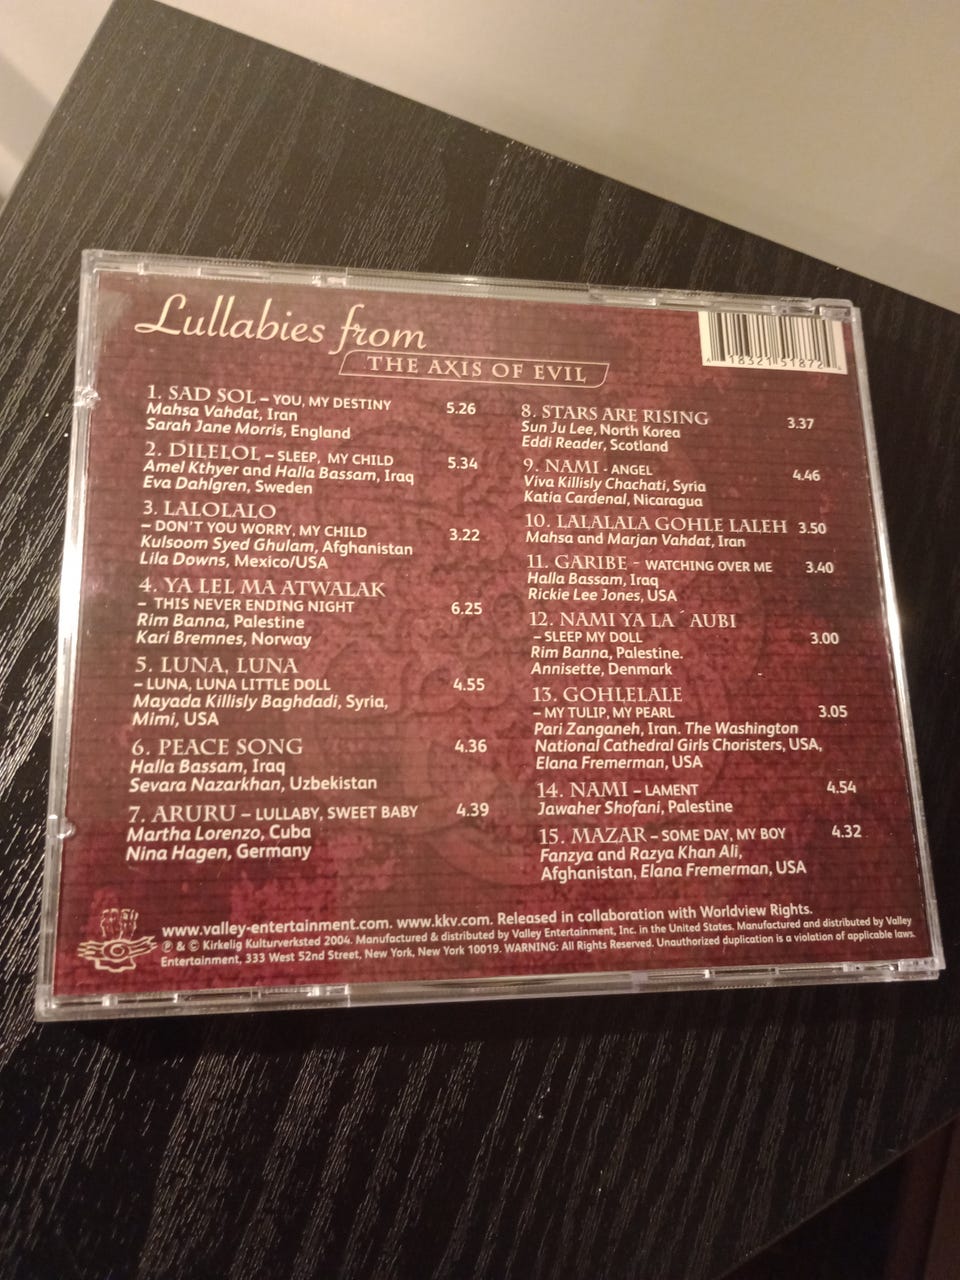 Lullabies from
THE AXIS OF EVIL
1. SAD SOL – YOU, MY DESTINY 5.26
Mahsa Vahdat, Iran
Sarah Jane Morris, England
2. DILELOL – SLEEP, MY CHILD 5.34
Amel Kthyer and Halla Bassam, Iraq
Eva Dahlgren, Sweden
3. LALOLALO
– DON'T YOU WORRY, MY CHILD 3.22
Kulsoom Syed Ghulam, Afghanistan
Lila Downs, Mexico/USA
4. YA LEL MA ATWALAK
– THIS NEVER ENDING NIGHT 6.25
Rim Banna, Palestine
Kari Bremnes, Norway
5. LUNA, LUNA
– LUNA, LUNA LITTLE DOLL 4.55
Mayada Killisly Baghdadi, Syria,
Mimi, USA
6. PEACE SONG 4.36
Halla Bassam, Iraq
Sevara Nazarkhan, Uzbekistan
7. ARURU – LULLABY, SWEET BABY 4.39
Martha Lorenzo, Cuba
Nina Hagen, Germany
8. STARS ARE RISING 3.37
Sun Ju Lee, North Korea
Eddi Reader, Scotland
9. NAMI - ANGEL 4.46
Viva Killisly Chachati, Syria
Katia Cardenal, Nicaragua
10. LALALALA GOHLE LALEH 3.50
Mahsa and Marjan Vahdat, Iran
11. GARIBE - WATCHING OVER ME 3.40
Halla Bassam, Iraq
Rickie Lee Jones, USA
12. NAMI YA LA´AUBI
– SLEEP MY DOLL 3.00
Rim Banna, Palestine.
Annisette, Denmark
13. GOHLELALE
– MY TULIP, MY PEARL 3.05
Pari Zanganeh, Iran. The Washington
National Cathedral Girls Choristers, USA,
Elana Fremerman, USA
14. NAMI – LAMENT 4.54
Jawaher Shofani, Palestine
15. MAZAR – SOME DAY, MY BOY 4.32
Fanzya and Razya Khan Ali,
Afghanistan, Elana Fremerman, USA
www.valley-entertainment.com. www.kkv.com. Released in collaboration with Worldview Rights.
℗ & © Kirkelig Kulturverksted 2004. Manufactured & distributed by Valley Entertainment, Inc. in the United States. Manufactured and distributed by Valley
Entertainment, 333 West 52nd Street, New York, New York 10019. WARNING: All Rights Reserved. Unauthorized duplication is a violation of applicable laws.
18321 51872